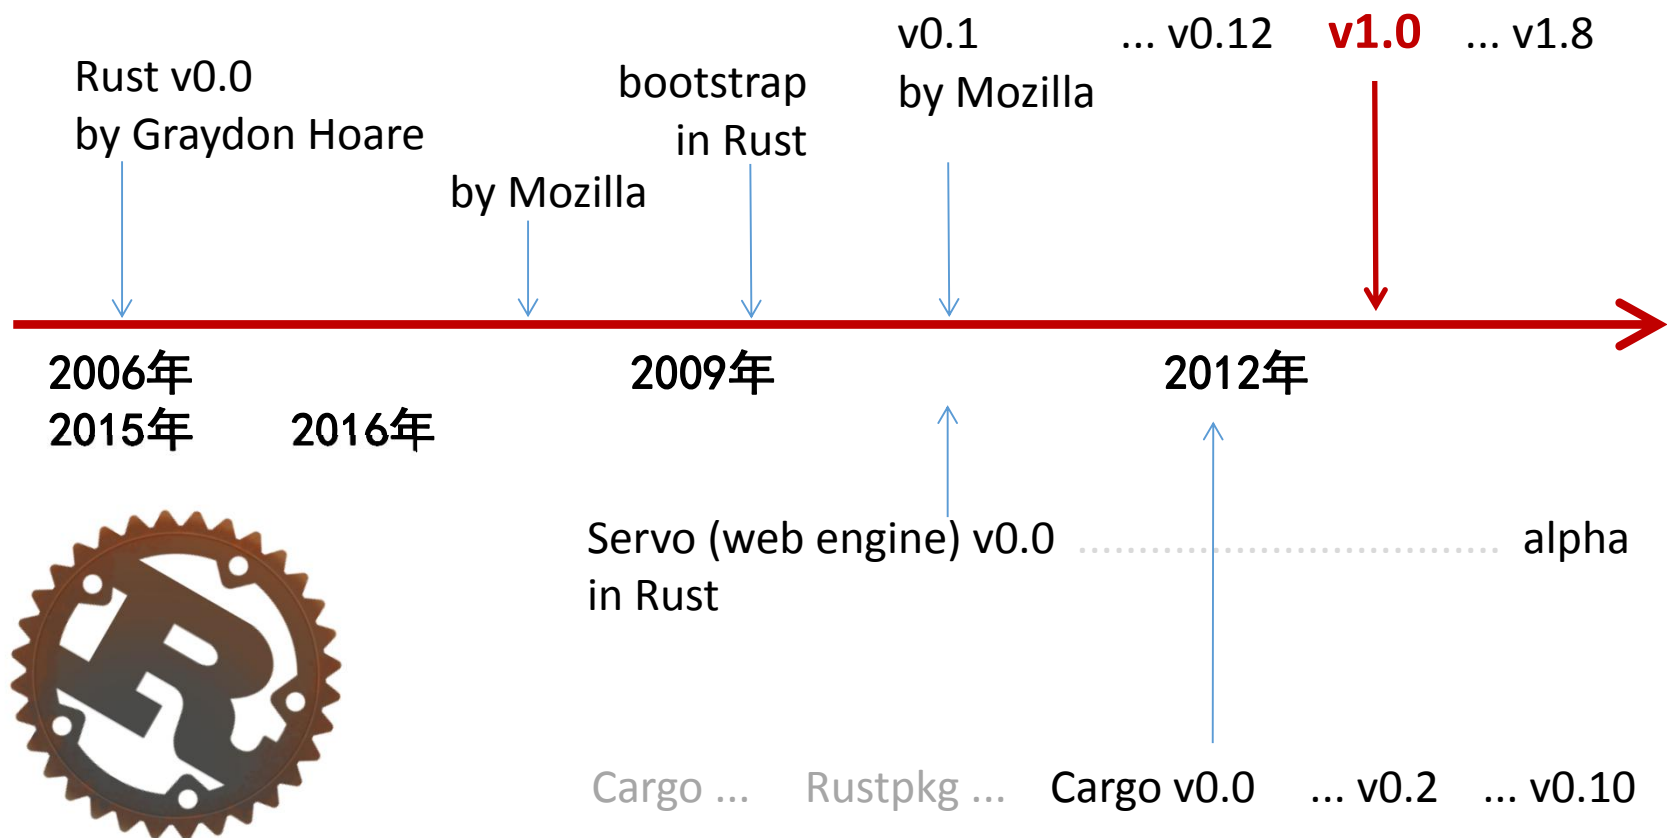 v0.1 ... v0.12 v1.0 ... v1.8
by Mozilla
Rust v0.0
by Graydon Hoare
bootstrap
in Rust
by Mozilla
2006年 2009年 2012年
2015年 2016年
Servo (web engine) v0.0 ................................... alpha
in Rust
Cargo ... Rustpkg ... Cargo v0.0 ... v0.2 ... v0.10